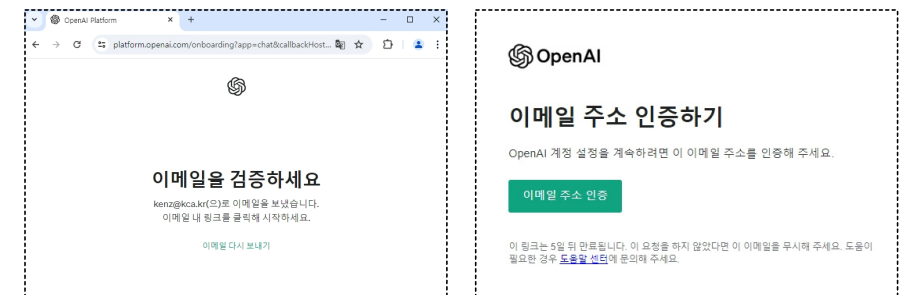 OpenAI Platform
platform.openai.com/onboarding?app=chat&callbackHost...
이메일을 검증하세요
kenz@kca.kr(으)로 이메일을 보냈습니다.
이메일 내 링크를 클릭해 시작하세요.
이메일 다시 보내기
OpenAI
이메일 주소 인증하기
OpenAI 계정 설정을 계속하려면 이 이메일 주소를 인증해 주세요.
이메일 주소 인증
이 링크는 5일 뒤 만료됩니다. 이 요청을 하지 않았다면 이 이메일을 무시해 주세요. 도움이
필요한 경우 도움말 센터에 문의해 주세요.